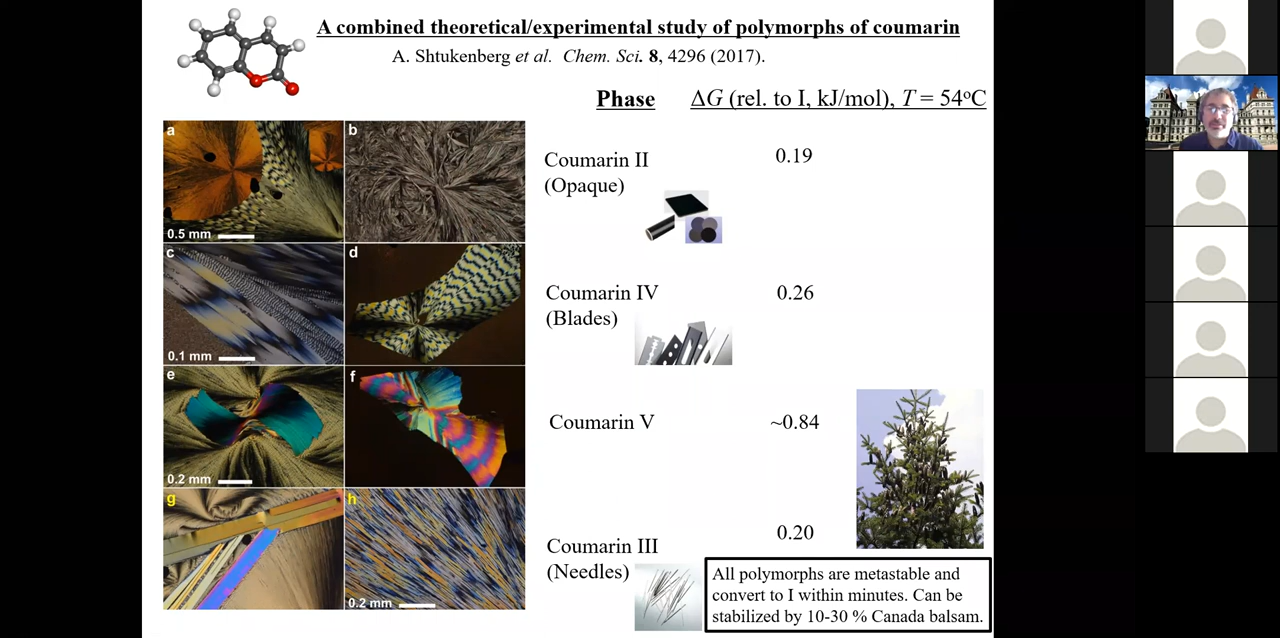 A combined theoretical/experimental study of polymorphs of coumarin
A. Shtukenberg et al. Chem. Sci. 8, 4296 (2017).
Phase
ΔG (rel. to I, kJ/mol), T = 54°C
a
b
0.5 mm
c
d
0.1 mm
e
f
0.2 mm
g
h
0.2 mm
Coumarin II
(Opaque)
0.19
Coumarin IV
(Blades)
0.26
Coumarin V
~0.84
Coumarin III
(Needles)
0.20
All polymorphs are metastable and
convert to I within minutes. Can be
stabilized by 10-30 % Canada balsam.